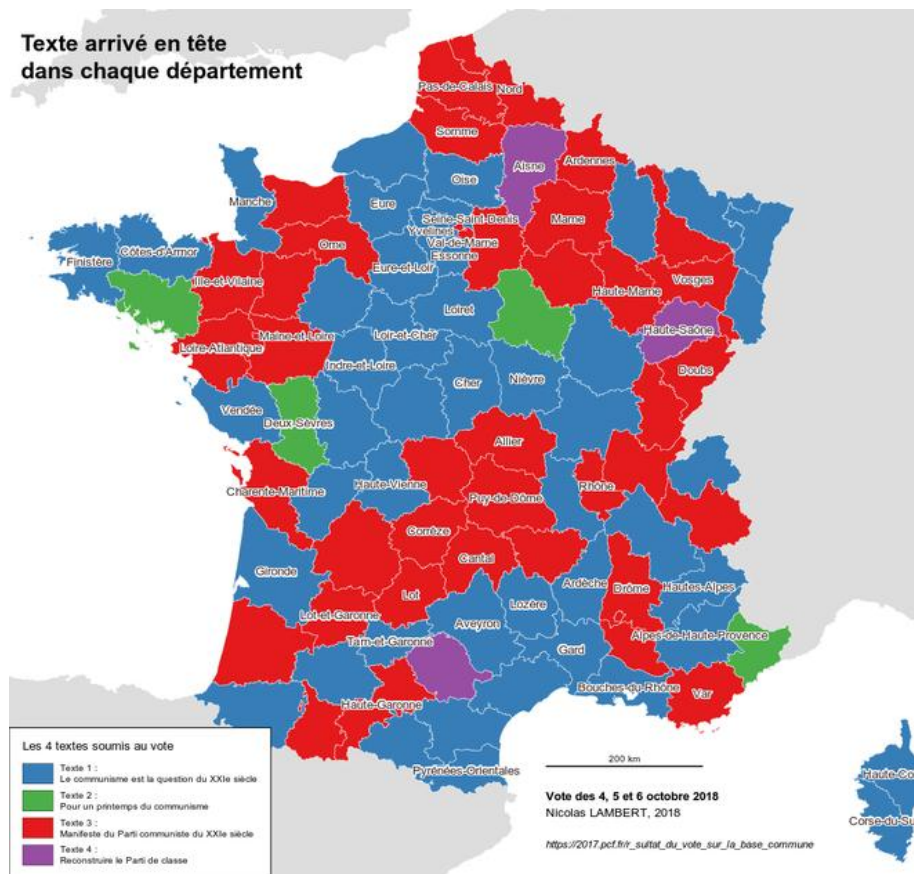 Texte arrivé en tête
dans chaque département
Pas-de-Calais
Nord
Somme
Aisne
Ardennes
Manche
Oise
Eure
Seine-Saint-Denis
Marne
Yvelines
Val-de-Marne
Orne
Essonne
Côtes-d'Armor
Finistère
Eure-et-Loir
Ille-et-Vilaine
Vosges
Haute-Marne
Loiret
Haute-Saône
Maine-et-Loire
Loir-et-Cher
Loire-Atlantique
Indre-et-Loire
Doubs
Cher
Nièvre
Vendée
Deux-Sèvres
Allier
Haute-Vienne
Rhône
Charente-Maritime
Puy-de-Dôme
Corrèze
Cantal
Gironde
Ardèche
Hautes-Alpes
Drôme
Lot
Lozère
Lot-et-Garonne
Aveyron
Alpes-de-Haute-Provence
Tarn-et-Garonne
Gard
Bouches-du-Rhône
Var
Haute-Garonne
Pyrénées-Orientales
Haute-Co
Corse-du-Su
Les 4 textes soumis au vote
Texte 1 :
Le communisme est la question du XXIe siècle
Texte 2 :
Pour un printemps du communisme
Texte 3 :
Manifeste du Parti communiste du XXIe siècle
Texte 4 :
Reconstruire le Parti de classe
200 km
Vote des 4, 5 et 6 octobre 2018
Nicolas LAMBERT, 2018
https://2017.pcf.fr/r_sultat_du_vote_sur_la_base_commune